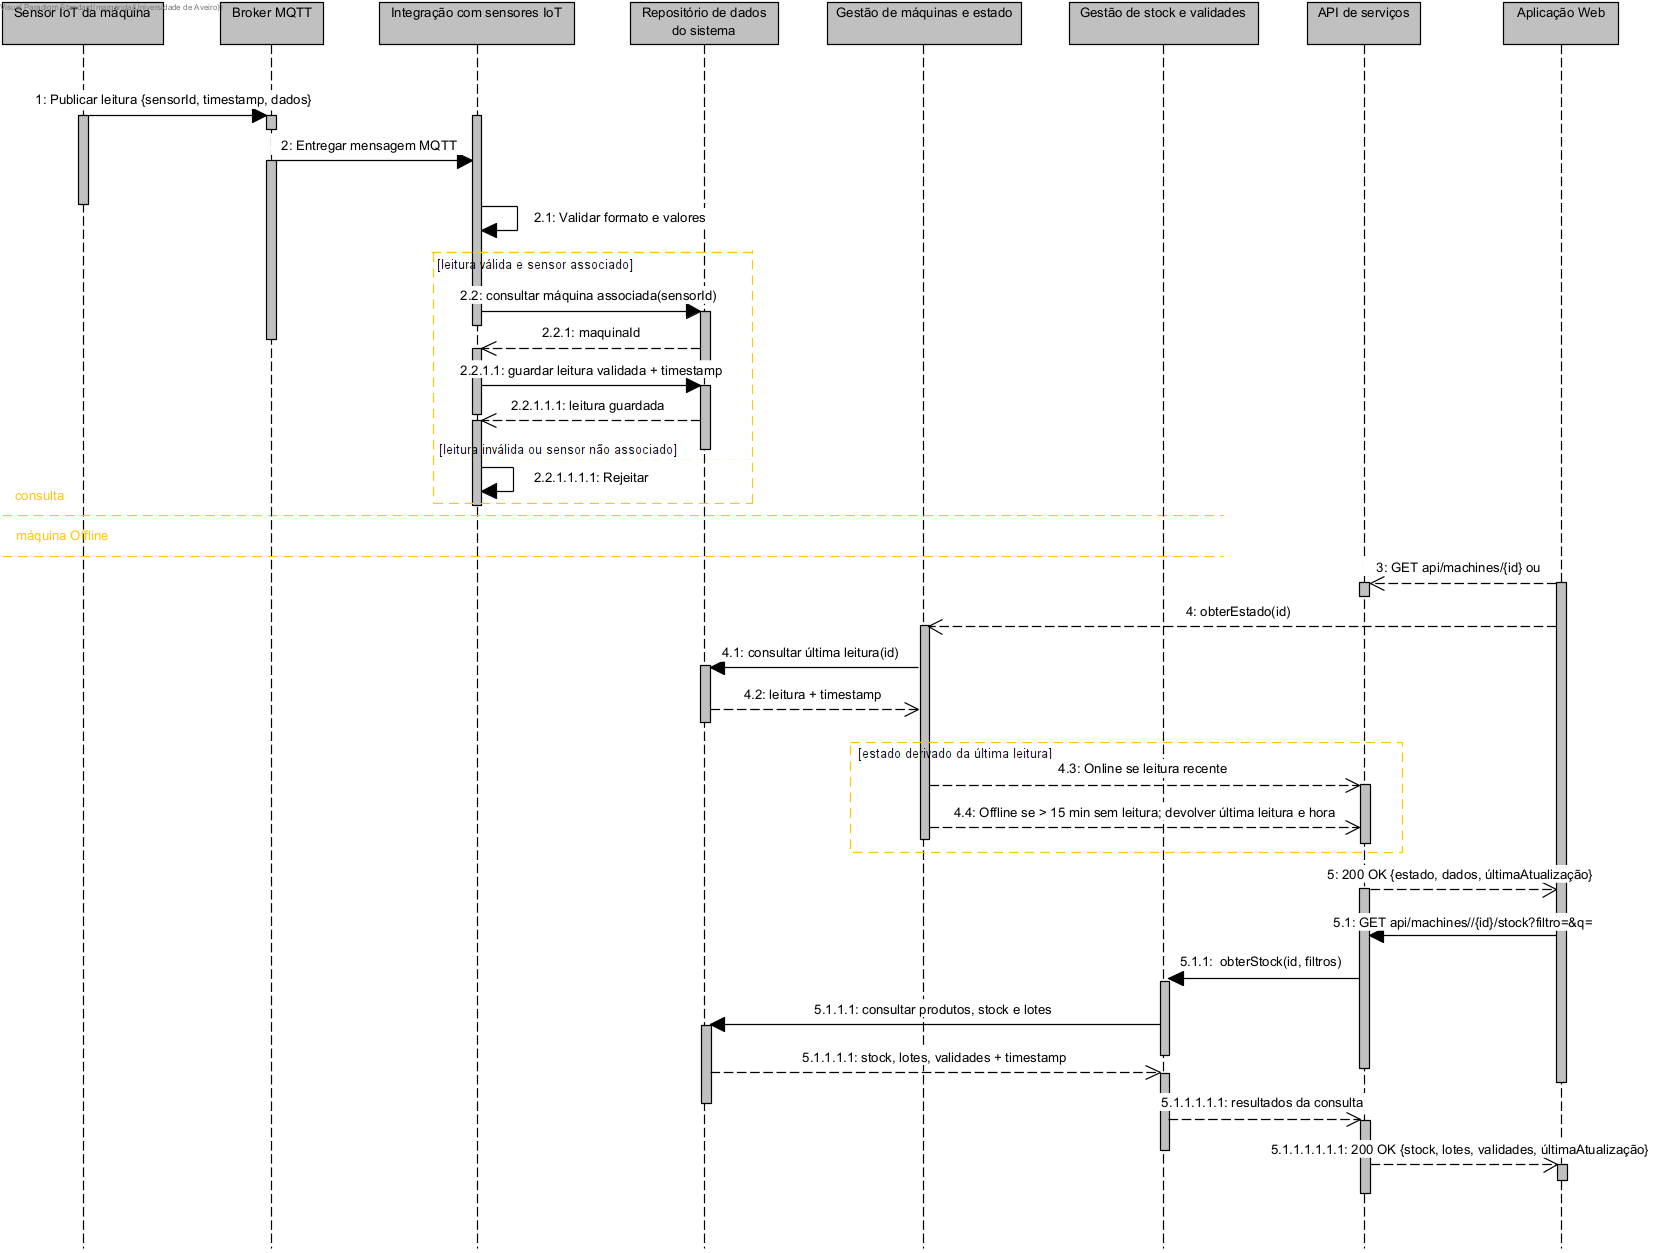 Visual Paradigm Standard(mariana(Universidade de Aveiro))
Sensor IoT da máquina
Broker MQTT
Integração com sensores IoT
Repositório de dados
do sistema
Gestão de máquinas e estado
Gestão de stock e validades
API de serviços
Aplicação Web
1: Publicar leitura {sensorId, timestamp, dados}
2: Entregar mensagem MQTT
2.1: Validar formato e valores
[leitura válida e sensor associado]
2.2: consultar máquina associada(sensorId)
2.2.1: maquinaId
2.2.1.1: guardar leitura validada + timestamp
2.2.1.1.1: leitura guardada
[leitura inválida ou sensor não associado]
2.2.1.1.1.1: Rejeitar
consulta
máquina Offline
3: GET api/machines/{id} ou
4: obterEstado(id)
4.1: consultar última leitura(id)
4.2: leitura + timestamp
[estado derivado da última leitura]
4.3: Online se leitura recente
4.4: Offline se > 15 min sem leitura; devolver última leitura e hora
5: 200 OK {estado, dados, últimaAtualização}
5.1: GET api/machines//{id}/stock?filtro=&q=
5.1.1: obterStock(id, filtros)
5.1.1.1: consultar produtos, stock e lotes
5.1.1.1.1: stock, lotes, validades + timestamp
5.1.1.1.1.1: resultados da consulta
5.1.1.1.1.1.1: 200 OK {stock, lotes, validades, últimaAtualização}